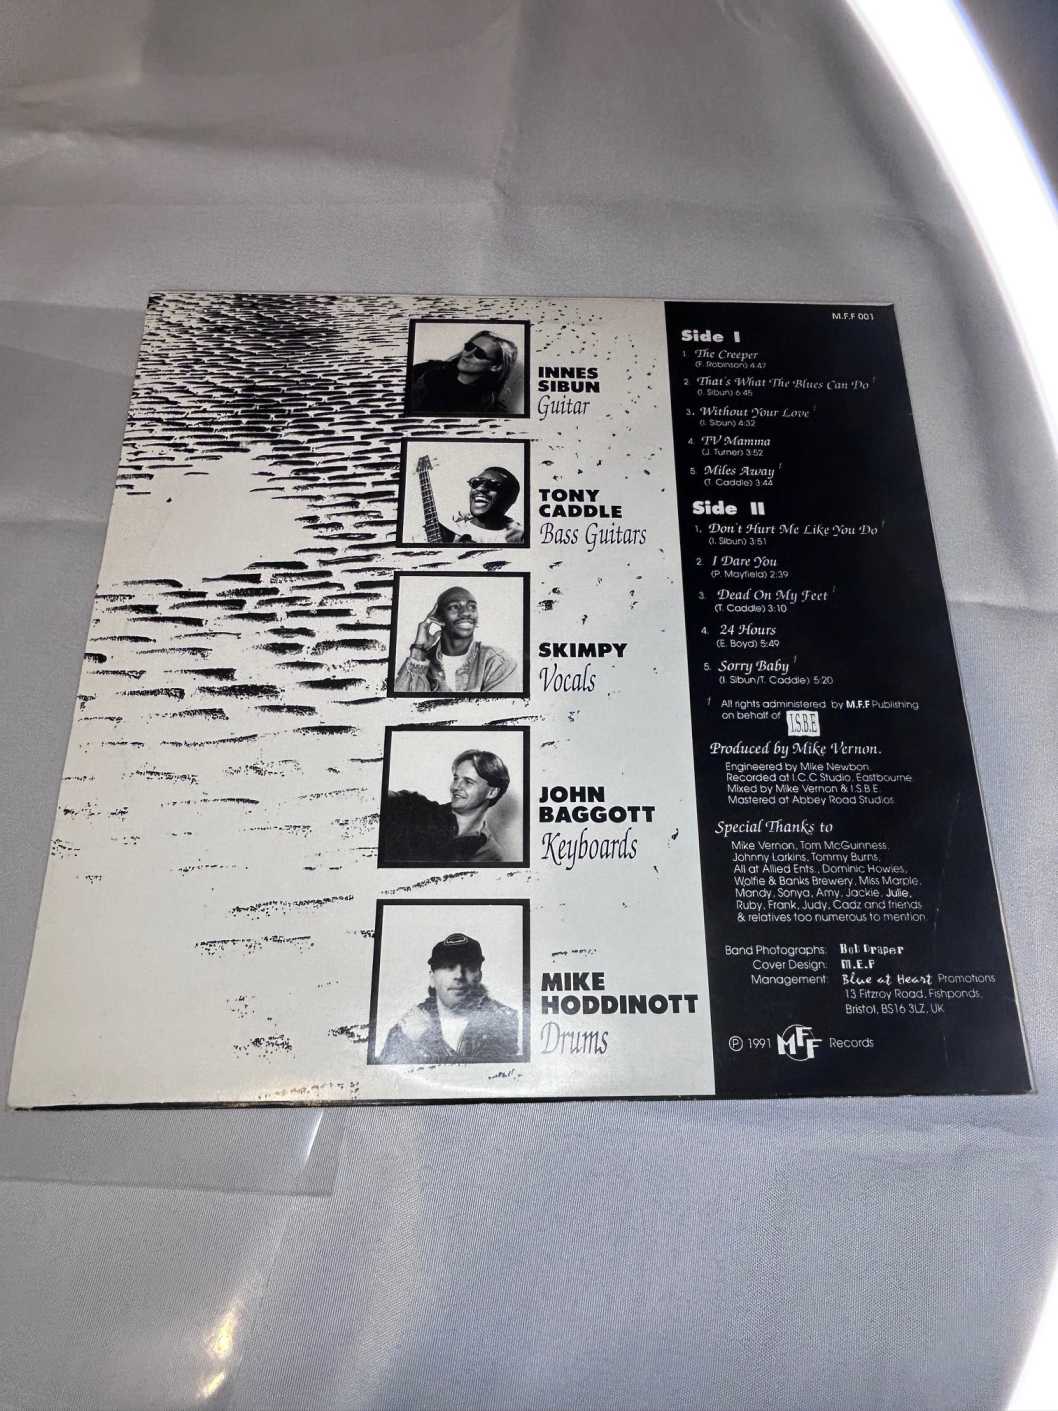 INNES
SIBUN
Guitar
TONY
CADDLE
Bass Guitars
SKIMPY
Vocals
JOHN
BAGGOTT
Keyboards
MIKE
HODDINOTT
Drums
M.F.F 001
Side I
1. The Creeper
(F. Robinson) 4:47
2. That's What The Blues Can Do †
(I. Sibun) 6:45
3. Without Your Love †
(I. Sibun) 4:32
4. TV Mamma
(J. Turner) 3:52
5. Miles Away †
(T. Caddle) 3:44
Side II
1. Don't Hurt Me Like You Do †
(I. Sibun) 3:51
2. I Dare You
(P. Mayfield) 2:39
3. Dead On My Feet †
(T. Caddle) 3:10
4. 24 Hours
(E. Boyd) 5:49
5. Sorry Baby †
(I. Sibun/T. Caddle) 5:20
† All rights administered by M.F.F Publishing
on behalf of I.S.B.E
Produced by Mike Vernon.
Engineered by Mike Newbon.
Recorded at I.C.C Studio, Eastbourne.
Mixed by Mike Vernon & I.S.B.E.
Mastered at Abbey Road Studios.
Special Thanks to
Mike Vernon, Tom McGuinness,
Johnny Larkins, Tommy Burns,
All at Allied Ents., Dominic Howles,
Wolfie & Banks Brewery, Miss Marple,
Mandy, Sonya, Amy, Jackie, Julie,
Ruby, Frank, Judy, Cadz and friends
& relatives too numerous to mention.
Band Photographs: Bob Draper
Cover Design: M.E.F
Management: Blue at Heart Promotions
13 Fitzroy Road, Fishponds,
Bristol, BS16 3LZ, UK
℗ 1991 MFF Records